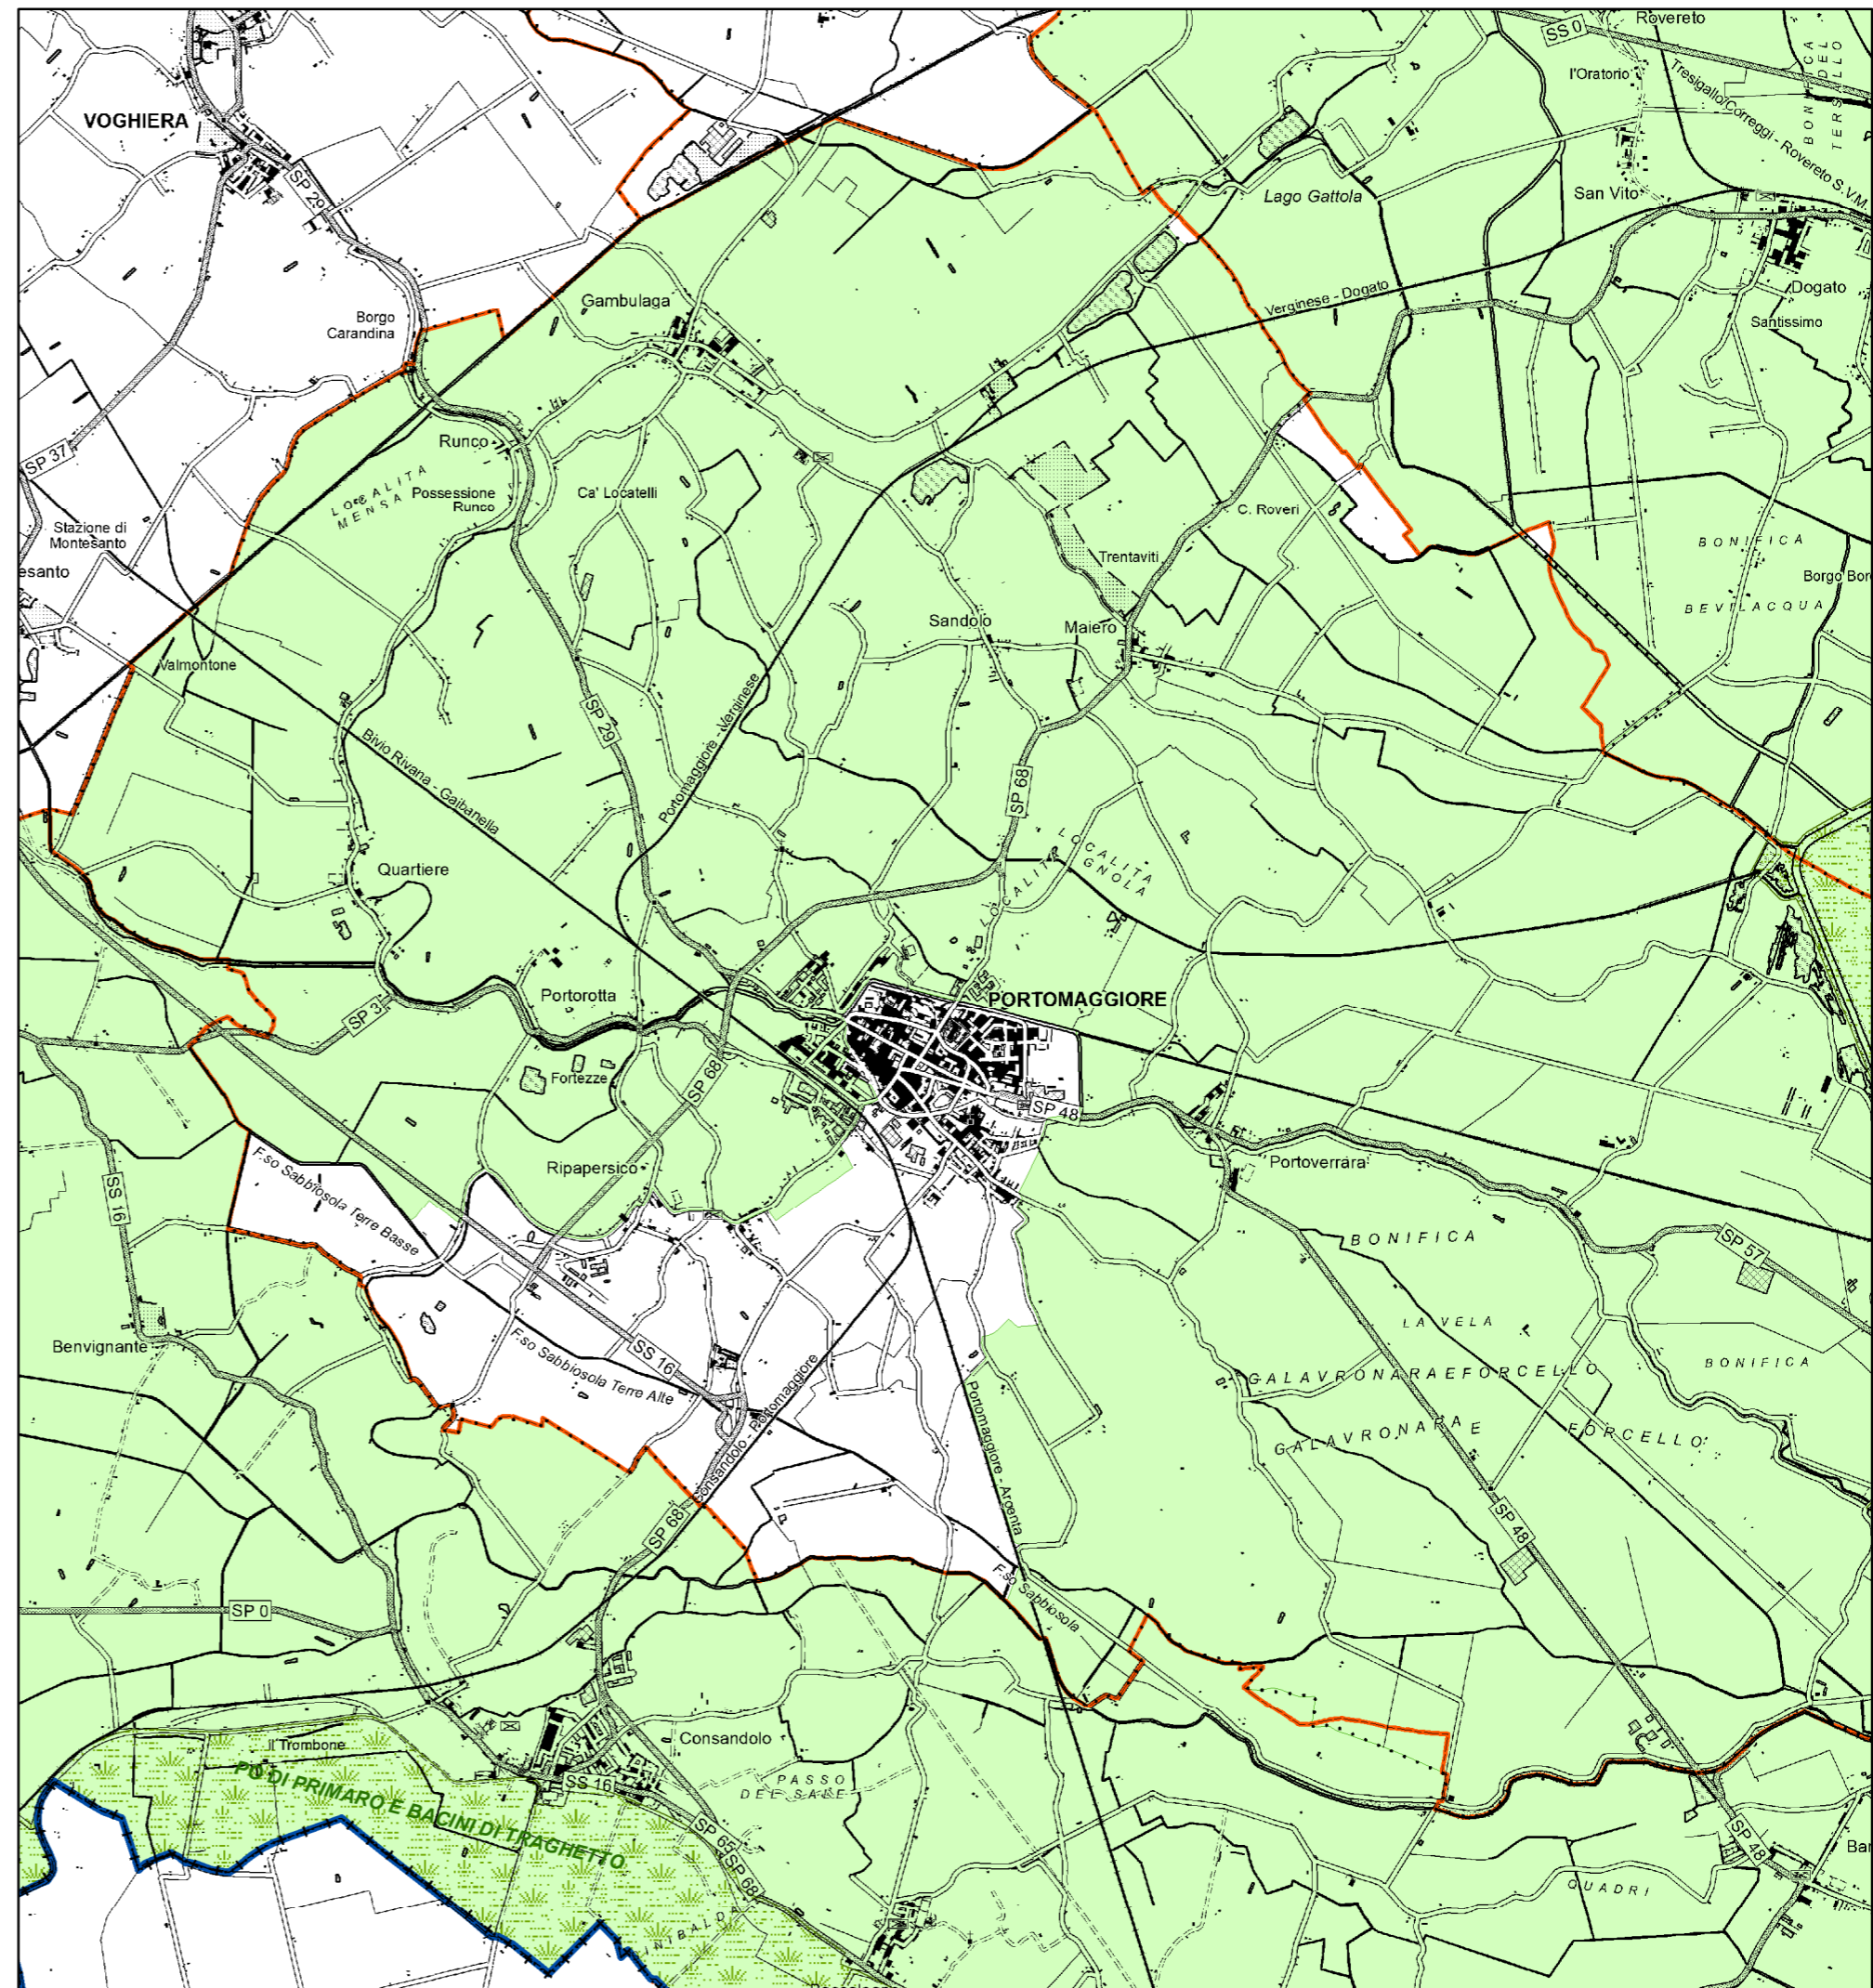 Rovereto
SS 0
l'Oratorio
BONIFICA
DEL
TERSALLO
Tresigallo/Correggi - Rovereto S.V.M.
VOGHIERA
SP 29
San Vito
Lago Gattola
Dogato
Santissimo
Verginese - Dogato
Gambulaga
Borgo
Carandina
SP 37
Runco
LOCALITA
MENSA
Possessione
Runco
Ca' Locatelli
C. Roveri
Stazione di
Montesanto
esanto
Trentaviti
BONIFICA
BEVILACQUA
Borgo Bor
Sandolo
Maiero
Valmontone
SP 29
Portomaggiore - Verginese
Bivio Rivana - Gaibanella
SP 68
LOCALITA
LOCALITA
GNOLA
Quartiere
Portorotta
PORTOMAGGIORE
SP 3
Fortezze
SP 68
SP 48
Ripapersico
Portoverrara
F.so Sabbiosola Terre Basse
SS 16
BONIFICA
SP 57
LA VELA
BONIFICA
Benvignante
F.so Sabbiosola Terre Alte
SS 16
GALAVRONARAEFORCELLO
GALAVRONARA E
FORCELLO
Consandolo - Portomaggiore
Portomaggiore - Argenta
SP 68
SP 48
F.so Sabbiosola
SP 0
il Trombone
Consandolo
PO DI PRIMARO E BACINI DI TRAGHETTO
SS 16
PASSO
DEL SALE
SP 65
SP 68
SP 48
Bar
QUADRI
INIBALDA